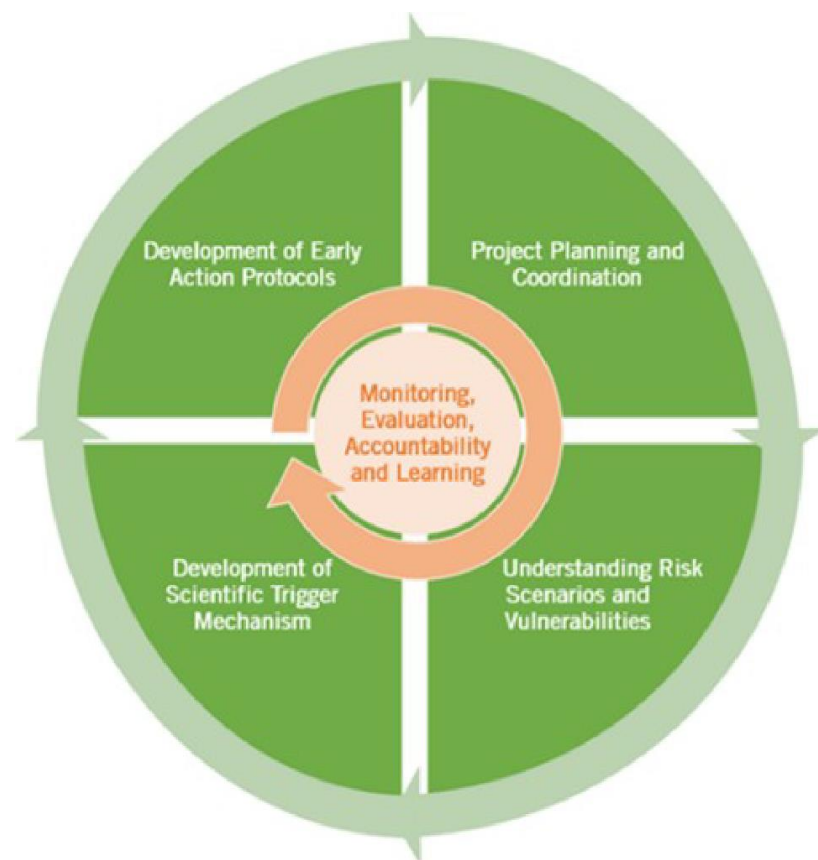 Development of Early
Action Protocols
Project Planning and
Coordination
Monitoring,
Evaluation,
Accountability
and Learning
Development of
Scientific Trigger
Mechanism
Understanding Risk
Scenarios and
Vulnerabilities